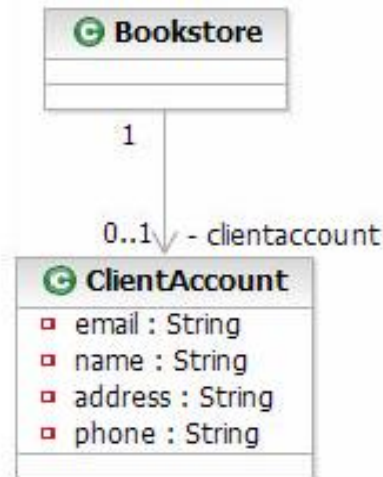 Bookstore
1
0..1 - clientaccount
ClientAccount
email : String
name : String
address : String
phone : String